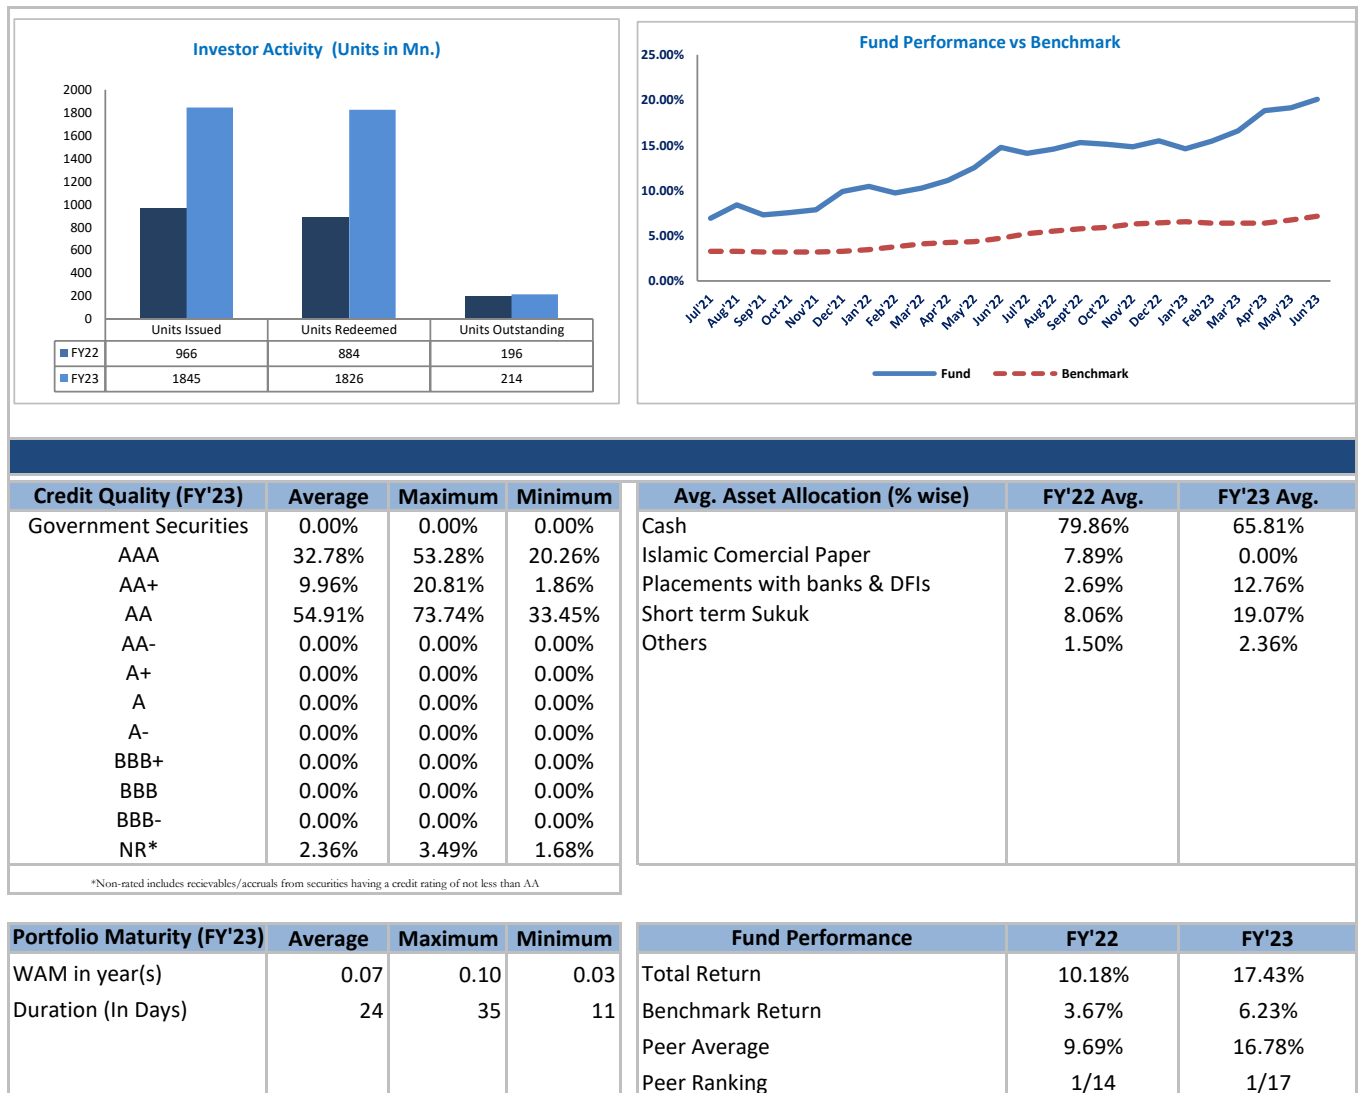 Investor Activity (Units in Mn.)
2000
1800
1600
1400
1200
1000
800
600
400
200
0
Units Issued Units Redeemed Units Outstanding
FY22 966 884 196
FY23 1845 1826 214
Fund Performance vs Benchmark
25.00%
20.00%
15.00%
10.00%
5.00%
0.00%
Jul'21 Aug'21 Sep'21 Oct'21 Nov'21 Dec'21 Jan'22 Feb'22 Mar'22 Apr'22 May'22 Jun'22 Jul'22 Aug'22 Sept'22 Oct'22 Nov'22 Dec'22 Jan'23 Feb'23 Mar'23 Apr'23 May'23 Jun'23
Fund Benchmark
Credit Quality (FY'23) Average Maximum Minimum
Government Securities 0.00% 0.00% 0.00%
AAA 32.78% 53.28% 20.26%
AA+ 9.96% 20.81% 1.86%
AA 54.91% 73.74% 33.45%
AA- 0.00% 0.00% 0.00%
A+ 0.00% 0.00% 0.00%
A 0.00% 0.00% 0.00%
A- 0.00% 0.00% 0.00%
BBB+ 0.00% 0.00% 0.00%
BBB 0.00% 0.00% 0.00%
BBB- 0.00% 0.00% 0.00%
NR* 2.36% 3.49% 1.68%
*Non-rated includes recievables/accruals from securities having a credit rating of not less than AA
Avg. Asset Allocation (% wise) FY'22 Avg. FY'23 Avg.
Cash 79.86% 65.81%
Islamic Comercial Paper 7.89% 0.00%
Placements with banks & DFIs 2.69% 12.76%
Short term Sukuk 8.06% 19.07%
Others 1.50% 2.36%
Portfolio Maturity (FY'23) Average Maximum Minimum
WAM in year(s) 0.07 0.10 0.03
Duration (In Days) 24 35 11
Fund Performance FY'22 FY'23
Total Return 10.18% 17.43%
Benchmark Return 3.67% 6.23%
Peer Average 9.69% 16.78%
Peer Ranking 1/14 1/17